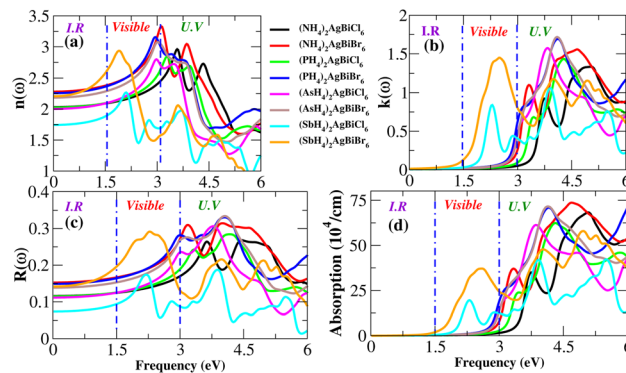 I.R Visible U.V
(a)
n(ω)
3.5
3
2.5
2
1.5
1
0 1.5 3 4.5 6
(NH4)2AgBiCl6
(NH4)2AgBiBr6
(PH4)2AgBiCl6
(PH4)2AgBiBr6
(AsH4)2AgBiCl6
(AsH4)2AgBiBr6
(SbH4)2AgBiCl6
(SbH4)2AgBiBr6
I.R Visible U.V
(b)
k(ω)
2
1.5
1
0.5
0
0 1.5 3 4.5 6
I.R Visible U.V
(c)
R(ω)
0.4
0.3
0.2
0.1
0
1.5 3 4.5 6
Frequency (eV)
I.R Visible U.V
(d)
Absorption (10⁴/cm)
75
50
25
0
0 1.5 3 4.5 6
Frequency (eV)